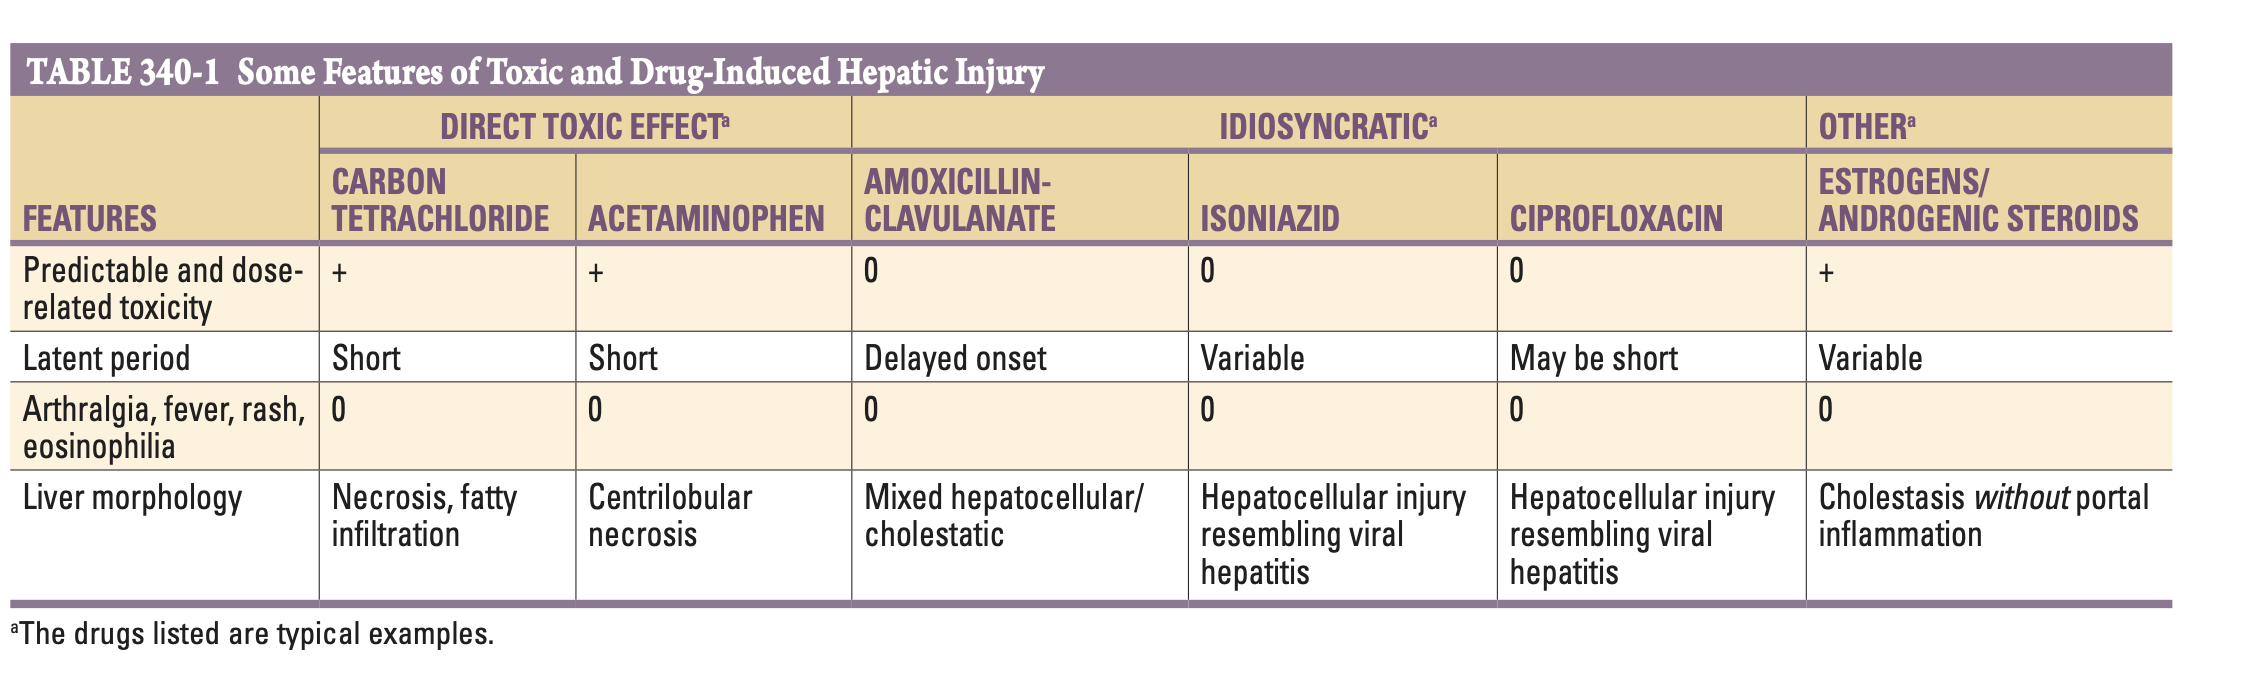 TABLE 340-1 Some Features of Toxic and Drug-Induced Hepatic Injury
DIRECT TOXIC EFFECTª IDIOSYNCRATICª OTHERª
FEATURES
CARBON
TETRACHLORIDE
ACETAMINOPHEN
AMOXICILLIN-
CLAVULANATE
ISONIAZID
CIPROFLOXACIN
ESTROGENS/
ANDROGENIC STEROIDS
Predictable and dose-
related toxicity
+
+
0
0
0
+
Latent period
Short
Short
Delayed onset
Variable
May be short
Variable
Arthralgia, fever, rash,
eosinophilia
0
0
0
0
0
0
Liver morphology
Necrosis, fatty
infiltration
Centrilobular
necrosis
Mixed hepatocellular/
cholestatic
Hepatocellular injury
resembling viral
hepatitis
Hepatocellular injury
resembling viral
hepatitis
Cholestasis without portal
inflammation
ªThe drugs listed are typical examples.